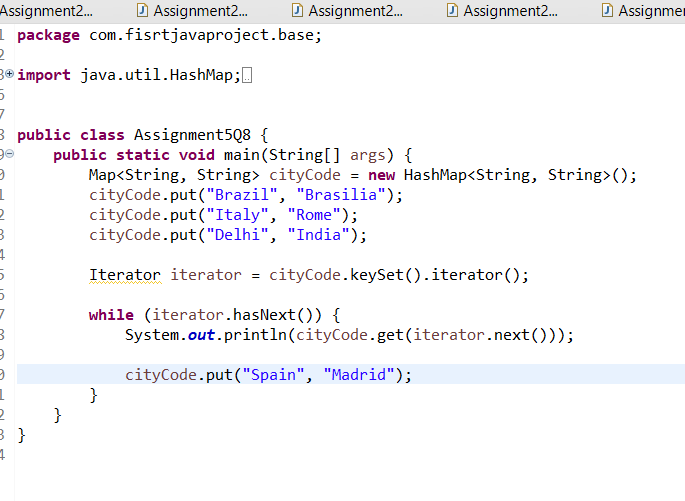 Assignment2... Assignment2... Assignment2... Assignment2... Assignmen
1 package com.fisrtjavaproject.base;
2
3 import java.util.HashMap;
6
7
8 public class Assignment5Q8 {
9 public static void main(String[] args) {
0 Map<String, String> cityCode = new HashMap<String, String>();
1 cityCode.put("Brazil", "Brasilia");
2 cityCode.put("Italy", "Rome");
3 cityCode.put("Delhi", "India");
4
5 Iterator iterator = cityCode.keySet().iterator();
6
7 while (iterator.hasNext()) {
8 System.out.println(cityCode.get(iterator.next()));
9
0 cityCode.put("Spain", "Madrid");
1 }
2 }
3 }
4